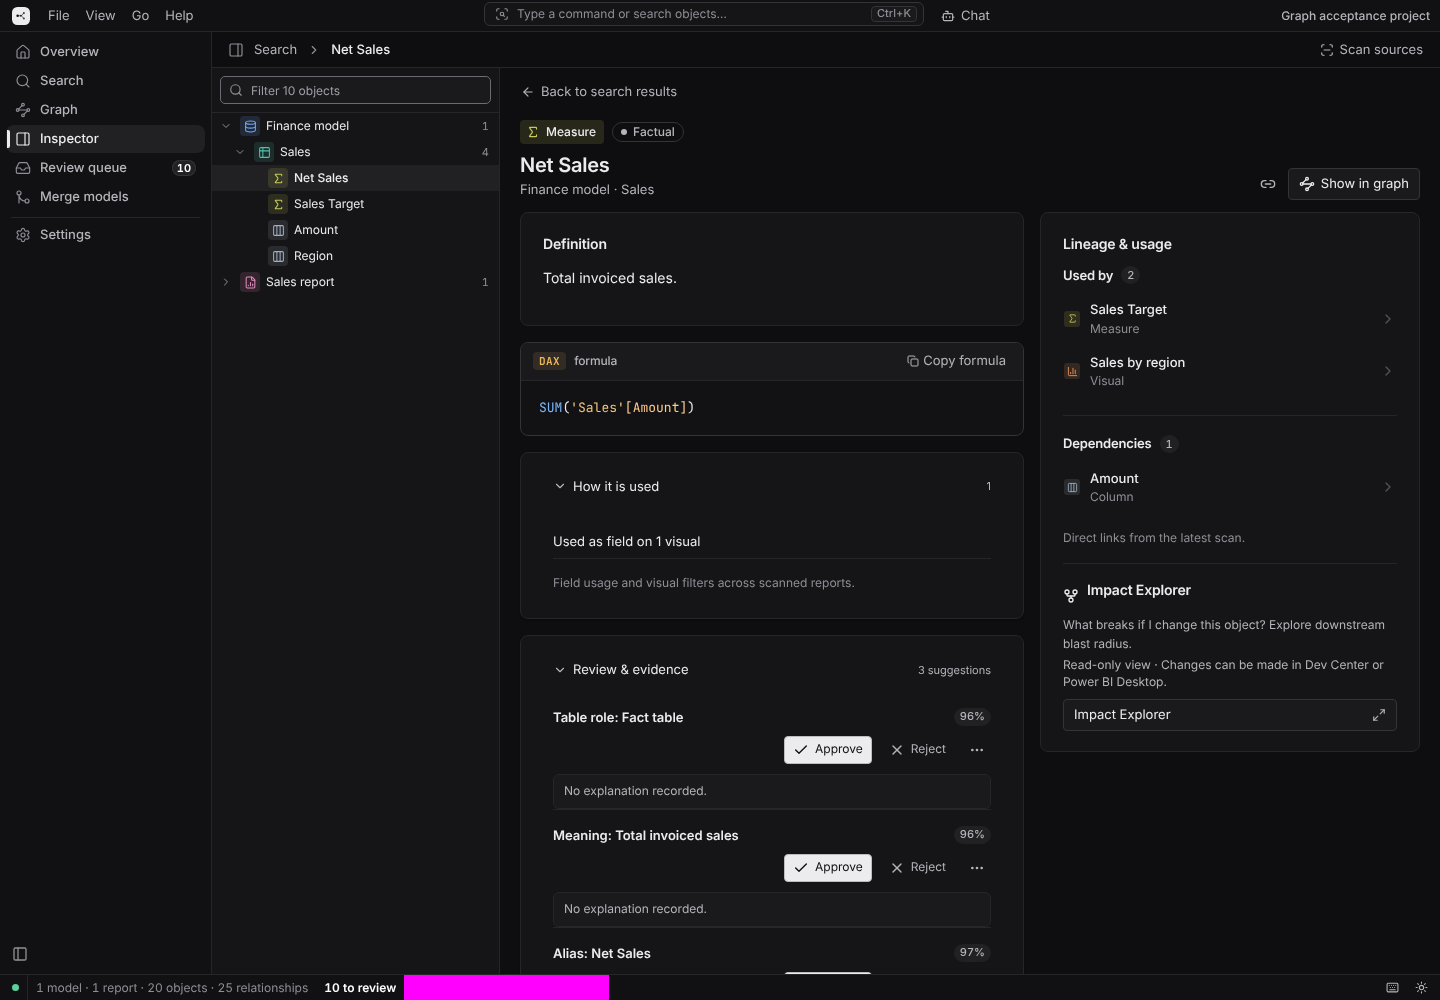 File View Go Help
Type a command or search objects... Ctrl+K
Chat
Graph acceptance project
Overview
Search
Graph
Inspector
Review queue 10
Merge models
Settings
Search > Net Sales
Scan sources
Filter 10 objects
Finance model 1
Sales 4
Net Sales
Sales Target
Amount
Region
Sales report 1
Back to search results
Measure
Factual
Net Sales
Finance model · Sales
Show in graph
Definition
Total invoiced sales.
DAX formula
Copy formula
SUM('Sales'[Amount])
How it is used 1
Used as field on 1 visual
Field usage and visual filters across scanned reports.
Review & evidence 3 suggestions
Table role: Fact table 96%
Approve Reject ···
No explanation recorded.
Meaning: Total invoiced sales 96%
Approve Reject ···
No explanation recorded.
Alias: Net Sales 97%
Lineage & usage
Used by 2
Sales Target
Measure
Sales by region
Visual
Dependencies 1
Amount
Column
Direct links from the latest scan.
Impact Explorer
What breaks if I change this object? Explore downstream
blast radius.
Read-only view · Changes can be made in Dev Center or
Power BI Desktop.
Impact Explorer
1 model · 1 report · 20 objects · 25 relationships 10 to review